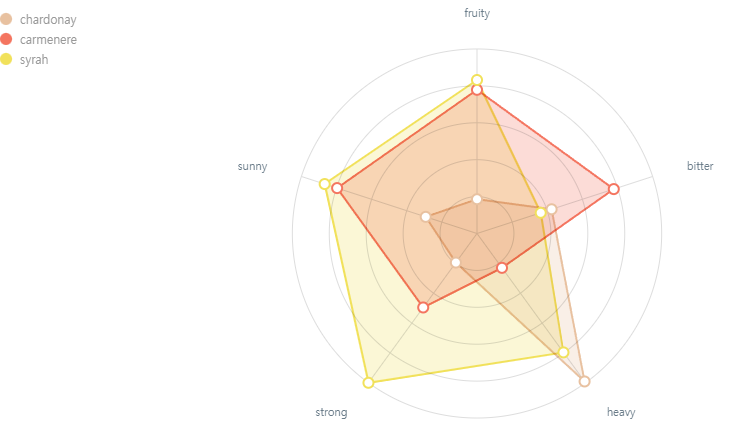 chardonay
carmenere
syrah
fruity
bitter
heavy
strong
sunny